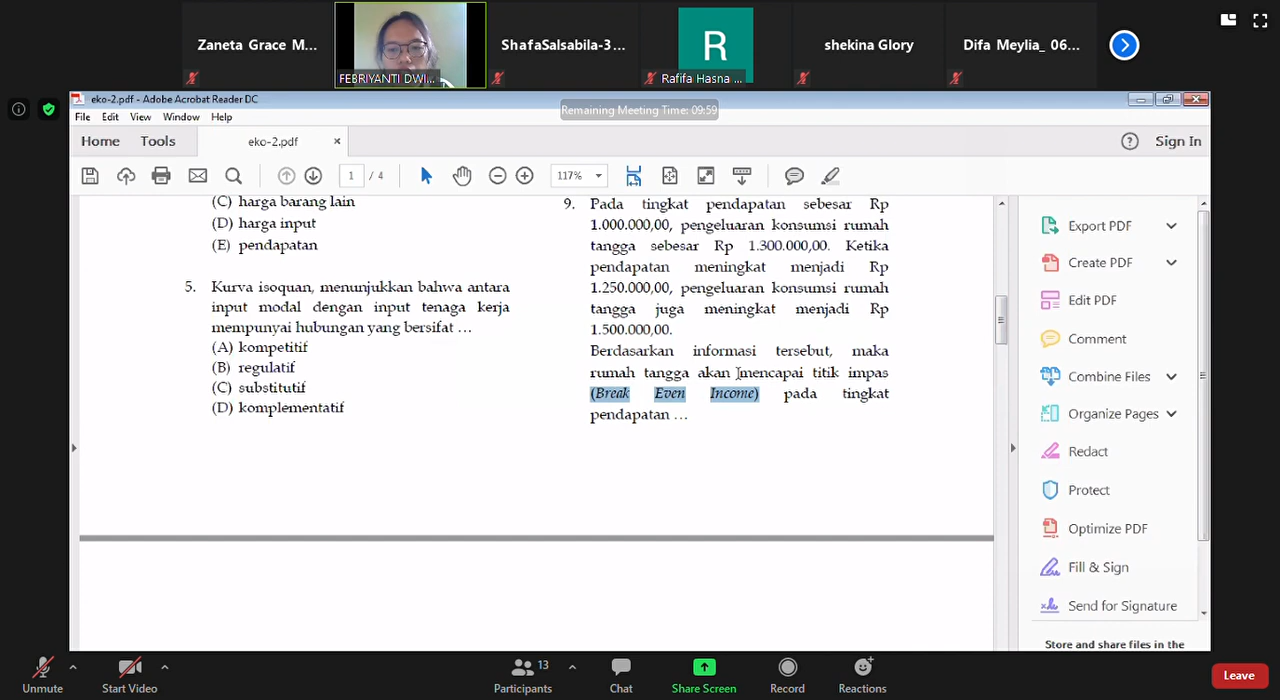 Zaneta Grace M...
FEBRIYANTI DWI...
ShafaSalsabila-3...
R
Rafifa Hasna ...
shekina Glory
Difa Meylia_ 06...
eko-2.pdf - Adobe Acrobat Reader DC
Remaining Meeting Time: 09:59
File Edit View Window Help
Home Tools eko-2.pdf × Sign In
1 / 4 117%
(C) harga barang lain
(D) harga input
(E) pendapatan
5. Kurva isoquan, menunjukkan bahwa antara
input modal dengan input tenaga kerja
mempunyai hubungan yang bersifat …
(A) kompetitif
(B) regulatif
(C) substitutif
(D) komplementatif
9. Pada tingkat pendapatan sebesar Rp
1.000.000,00, pengeluaran konsumsi rumah
tangga sebesar Rp 1.300.000,00. Ketika
pendapatan meningkat menjadi Rp
1.250.000,00, pengeluaran konsumsi rumah
tangga juga meningkat menjadi Rp
1.500.000,00.
Berdasarkan informasi tersebut, maka
rumah tangga akan mencapai titik impas
(Break Even Income) pada tingkat
pendapatan …
Export PDF
Create PDF
Edit PDF
Comment
Combine Files
Organize Pages
Redact
Protect
Optimize PDF
Fill & Sign
Send for Signature
Store and share files in the
Unmute
Start Video
Participants
13
Chat
Share Screen
Record
Reactions
Leave